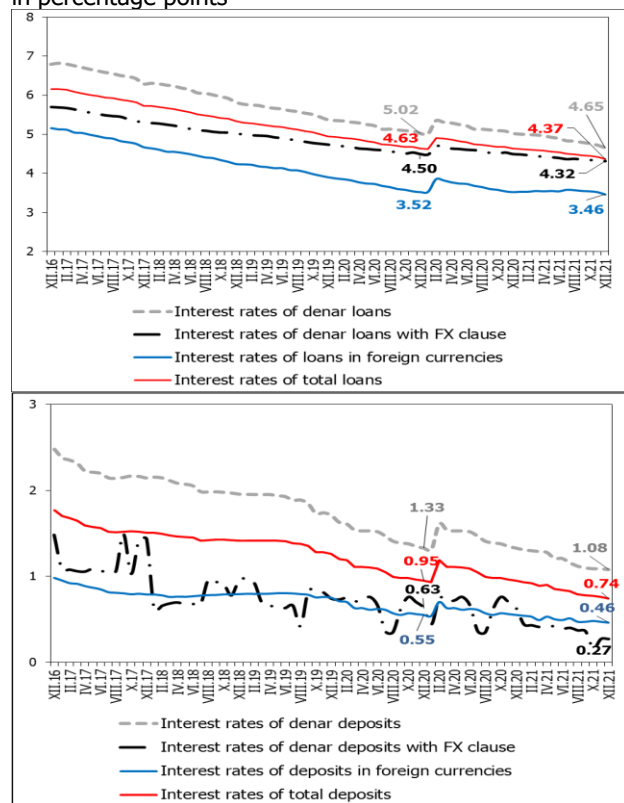 in percentage points
8
7
6
5
4
3
2
5.02
4.63
4.50
3.52
4.65
4.37
4.32
3.46
XII.16 II.17 IV.17 VI.17 VIII.17 X.17 XII.17 II.18 IV.18 VI.18 VIII.18 X.18 XII.18 II.19 IV.19 VI.19 VIII.19 X.19 XII.19 II.20 IV.20 VI.20 VIII.20 X.20 XII.20 II.20 IV.20 VI.20 VIII.20 X.20 XII.20 II.21 IV.21 VI.21 VIII.21 X.21 XII.21
Interest rates of denar loans
Interest rates of denar loans with FX clause
Interest rates of loans in foreign currencies
Interest rates of total loans
3
2
1
0
1.33
0.95
0.63
0.55
1.08
0.74
0.46
0.27
XII.16 II.17 IV.17 VI.17 VIII.17 X.17 XII.17 II.18 IV.18 VI.18 VIII.18 X.18 XII.18 II.19 IV.19 VI.19 VIII.19 X.19 XII.19 II.20 IV.20 VI.20 VIII.20 X.20 XII.20 II.20 IV.20 VI.20 VIII.20 X.20 XII.20 II.21 IV.21 VI.21 VIII.21 X.21 XII.21
Interest rates of denar deposits
Interest rates of denar deposits with FX clause
Interest rates of deposits in foreign currencies
Interest rates of total deposits